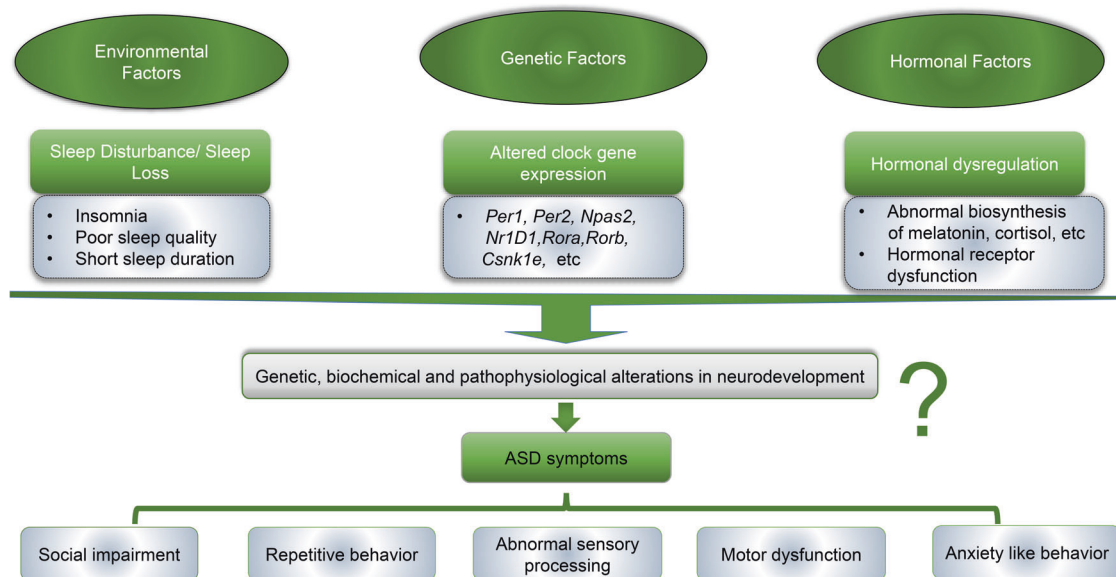 Environmental
Factors
Genetic Factors
Hormonal Factors
Sleep Disturbance/ Sleep
Loss
• Insomnia
• Poor sleep quality
• Short sleep duration
Altered clock gene
expression
• Per1, Per2, Npas2,
Nr1D1,Rora,Rorb,
Csnk1e, etc
Hormonal dysregulation
• Abnormal biosynthesis
of melatonin, cortisol, etc
• Hormonal receptor
dysfunction
Genetic, biochemical and pathophysiological alterations in neurodevelopment
?
ASD symptoms
Social impairment
Repetitive behavior
Abnormal sensory
processing
Motor dysfunction
Anxiety like behavior